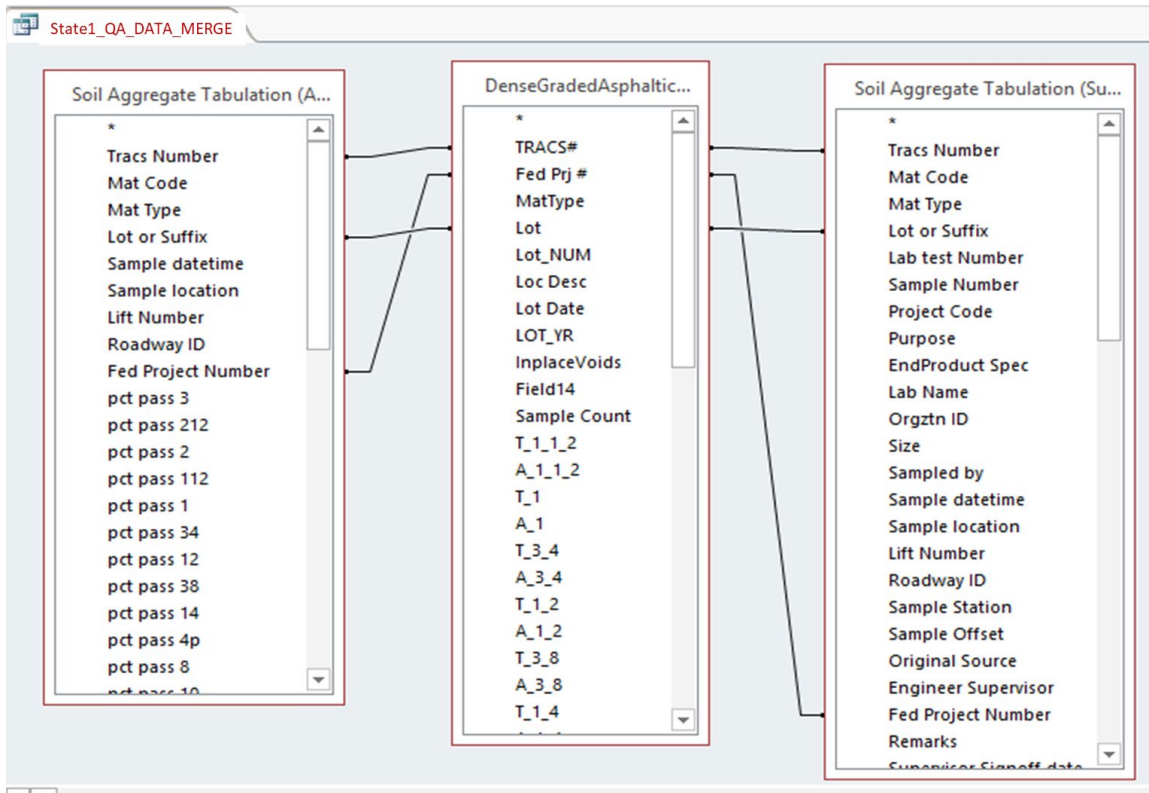 State1_QA_DATA_MERGE
Soil Aggregate Tabulation (A...
*
Tracs Number
Mat Code
Mat Type
Lot or Suffix
Sample datetime
Sample location
Lift Number
Roadway ID
Fed Project Number
pct pass 3
pct pass 212
pct pass 2
pct pass 112
pct pass 1
pct pass 34
pct pass 12
pct pass 38
pct pass 14
pct pass 4p
pct pass 8
pct pass 10
DenseGradedAsphaltic...
*
TRACS#
Fed Prj #
MatType
Lot
Lot_NUM
Loc Desc
Lot Date
LOT_YR
InplaceVoids
Field14
Sample Count
T_1_1_2
A_1_1_2
T_1
A_1
T_3_4
A_3_4
T_1_2
A_1_2
T_3_8
A_3_8
T_1_4
Soil Aggregate Tabulation (Su...
*
Tracs Number
Mat Code
Mat Type
Lot or Suffix
Lab test Number
Sample Number
Project Code
Purpose
EndProduct Spec
Lab Name
Orgztn ID
Size
Sampled by
Sample datetime
Sample location
Lift Number
Roadway ID
Sample Station
Sample Offset
Original Source
Engineer Supervisor
Fed Project Number
Remarks
Supervisor Signoff date